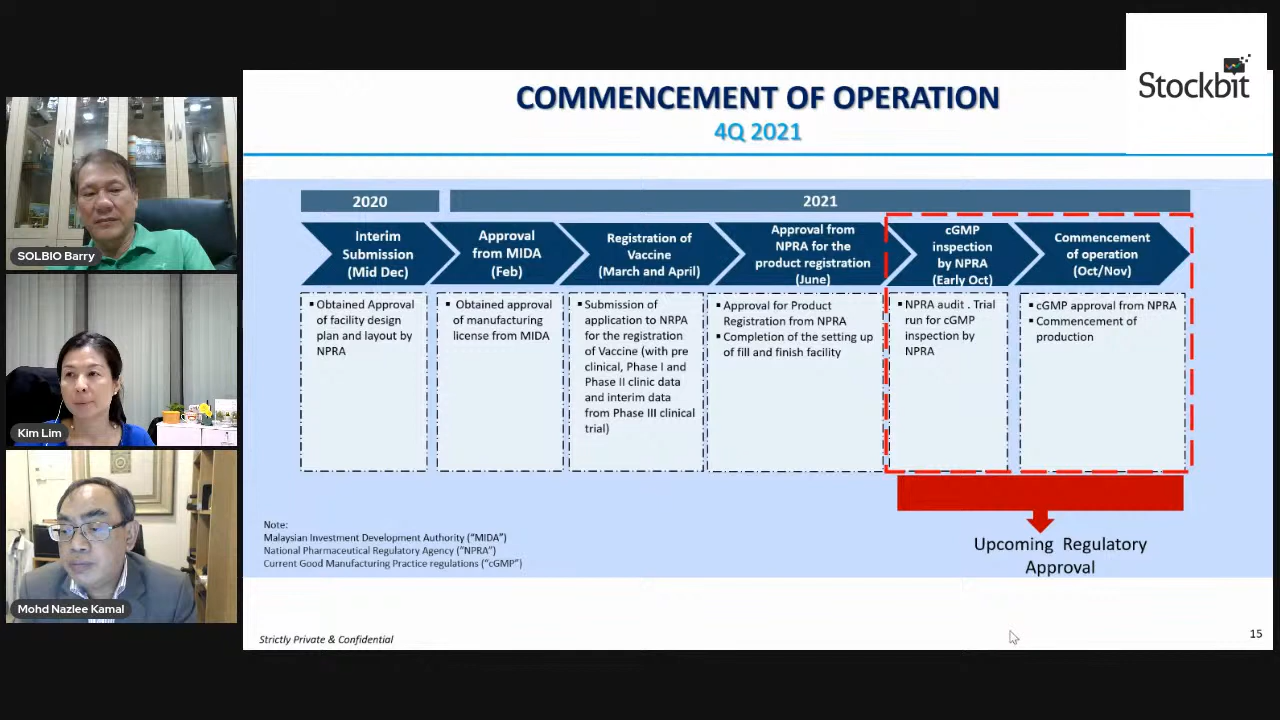 Stockbit
COMMENCEMENT OF OPERATION
4Q 2021
2020
2021
Interim
Submission
(Mid Dec)
Approval
from MIDA
(Feb)
Registration of
Vaccine
(March and April)
Approval from
NPRA for the
product registration
(June)
cGMP
inspection
by NPRA
(Early Oct)
Commencement
of operation
(Oct/Nov)
▪ Obtained Approval
of facility design
plan and layout by
NPRA
▪ Obtained approval
of manufacturing
license from MIDA
▪ Submission of
application to NRPA
for the registration
of Vaccine (with pre
clinical, Phase I and
Phase II clinic data
and interim data
from Phase III clinical
trial)
▪ Approval for Product
Registration from NPRA
▪ Completion of the setting up
of fill and finish facility
▪ NPRA audit . Trial
run for cGMP
inspection by
NPRA
▪ cGMP approval from NPRA
▪ Commencement of
production
Upcoming Regulatory
Approval
Note:
Malaysian Investment Development Authority (“MIDA”)
National Pharmaceutical Regulatory Agency (“NPRA”)
Current Good Manufacturing Practice regulations (“cGMP”)
Strictly Private & Confidential
15
SOLBIO Barry
Kim Lim
Mohd Nazlee Kamal